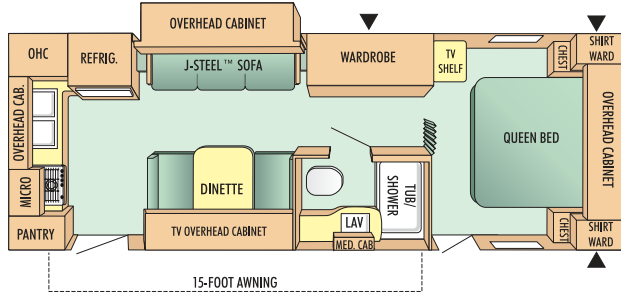 OVERHEAD CABINET
OHC
REFRIG.
J-STEEL™ SOFA
WARDROBE
TV
SHELF
CHEST
SHIRT
WARD
OVERHEAD CAB.
QUEEN BED
OVERHEAD CABINET
MICRO
DINETTE
TUB/
SHOWER
PANTRY
TV OVERHEAD CABINET
LAV
MED. CAB
CHEST
SHIRT
WARD
15-FOOT AWNING